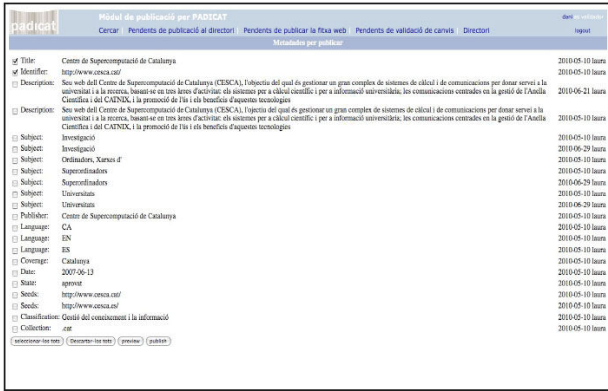 padicat
Mòdul de publicació per PADICAT
dani de validador
Cercar Pendents de publicació al directori Pendents de publicar la fitxa web Pendents de validació de canvis Directori logout
Metadades per publicar
Title: Centre de Supercomputació de Catalunya 2010-05-10 laura
Identifier: http://www.cesca.cat/ 2010-05-10 laura
Description: Seu web dell Centre de Supercomputació de Catalunya (CESCA), l'objectiu del qual és gestionar un gran complex de sistemes de càlcul i de comunicacions per donar servei a la
universitat i a la recerca, basant-se en tres àrees d'activitat: els sistemes per a càlcul científic i per a informació universitària; les comunicacions centrades en la gestió de l'Anella 2010-06-21 laura
Científica i del CATNIX, i la promoció de l'ús i els beneficis d'aquestes tecnologies
Description: Seu web dell Centre de Supercomputació de Catalunya (CESCA), l'objectiu del qual és gestionar un gran complex de sistemes de càlcul i de comunicacions per donar servei a la
universitat i a la recerca, basant-se en tres àrees d'activitat: els sistemes per a càlcul científic i per a informació universitària; les comunicacions centrades en la gestió de l'Anella 2010-05-10 laura
Científica i del CATNIX, i la promoció de l'ús i els beneficis d'aquestes tecnologies
Subject: Investigació 2010-05-10 laura
Subject: Investigació 2010-06-29 laura
Subject: Ordinadors, Xarxes d' 2010-05-10 laura
Subject: Superordinadors 2010-05-10 laura
Subject: Superordinadors 2010-06-29 laura
Subject: Universitats 2010-05-10 laura
Subject: Universitats 2010-06-29 laura
Publisher: Centre de Supercomputació de Catalunya 2010-05-10 laura
Language: CA 2010-05-10 laura
Language: EN 2010-05-10 laura
Language: ES 2010-05-10 laura
Coverage: Catalunya 2010-05-10 laura
Date: 2007-06-13 2010-05-10 laura
State: aprovat 2010-05-10 laura
Seeds: http://www.cesca.cat/ 2010-05-10 laura
Seeds: http://www.cesca.es/ 2010-05-10 laura
Classification: Gestió del coneixement i la informació 2010-05-10 laura
Collection: .cat 2010-05-10 laura
seleccionar-los tots Descartar-los tots preview publish